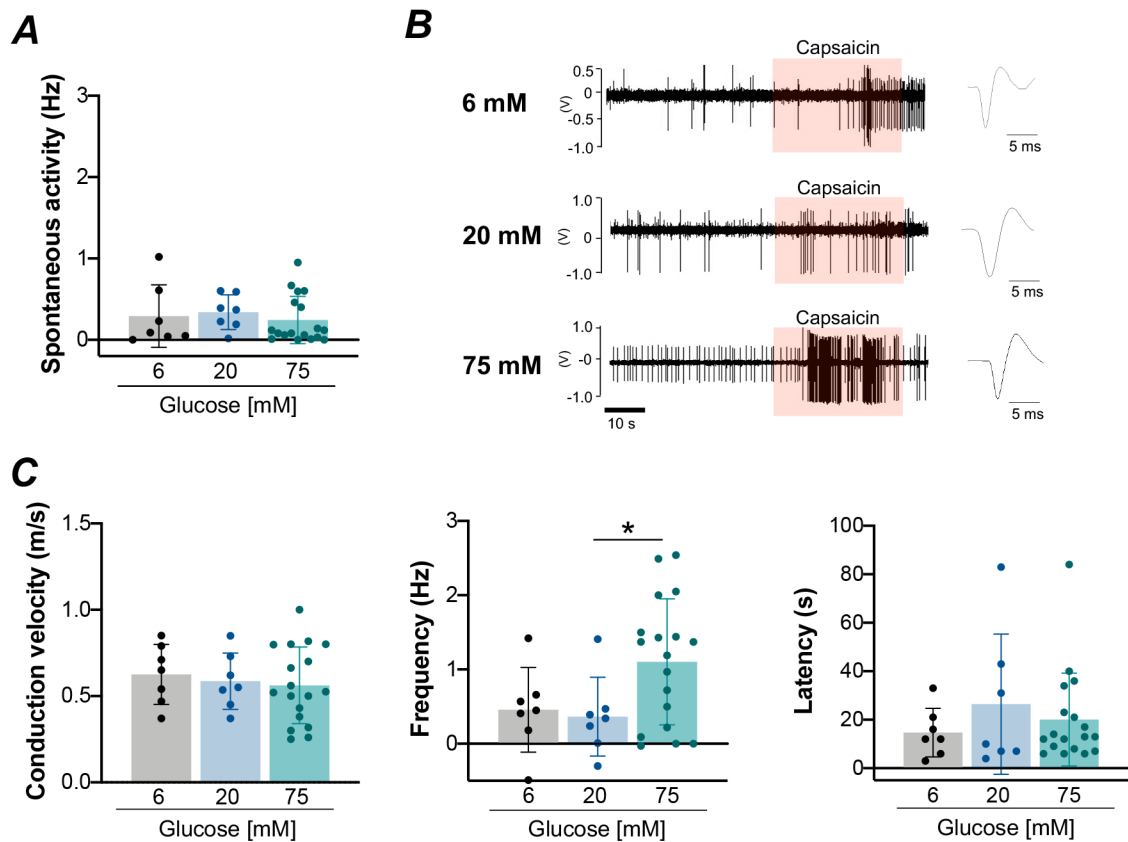 A
Spontaneous activity (Hz)
3
2
1
0
6 20 75
Glucose [mM]
B
Capsaicin
6 mM
0.5
0
-0.5
-1.0
(V)
5 ms
Capsaicin
20 mM
1.0
0
-1.0
(V)
5 ms
Capsaicin
75 mM
1.0
-0
-1.0
(V)
10 s
5 ms
C
Conduction velocity (m/s)
1.5
1.0
0.5
0.0
6 20 75
Glucose [mM]
Frequency (Hz)
3
2
1
0
*
6 20 75
Glucose [mM]
Latency (s)
100
80
60
40
20
0
6 20 75
Glucose [mM]